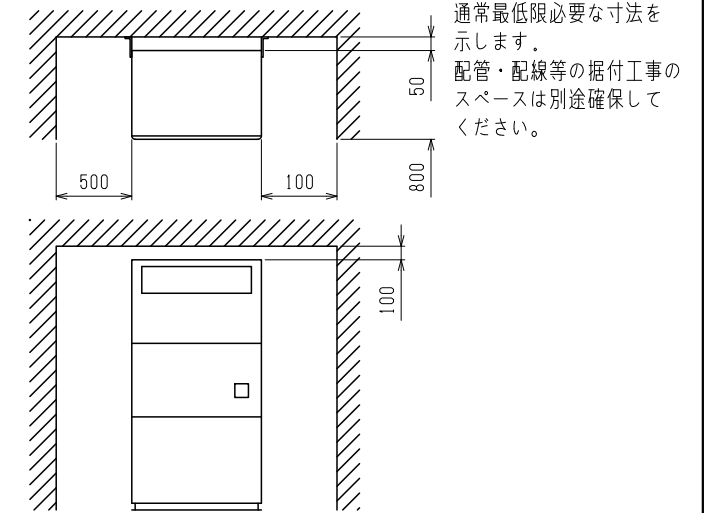 通常最低限必要な寸法を
示します.
配管・配線等の据付工事の
スペースは別途確保して
ください。
50
500
100
800
100